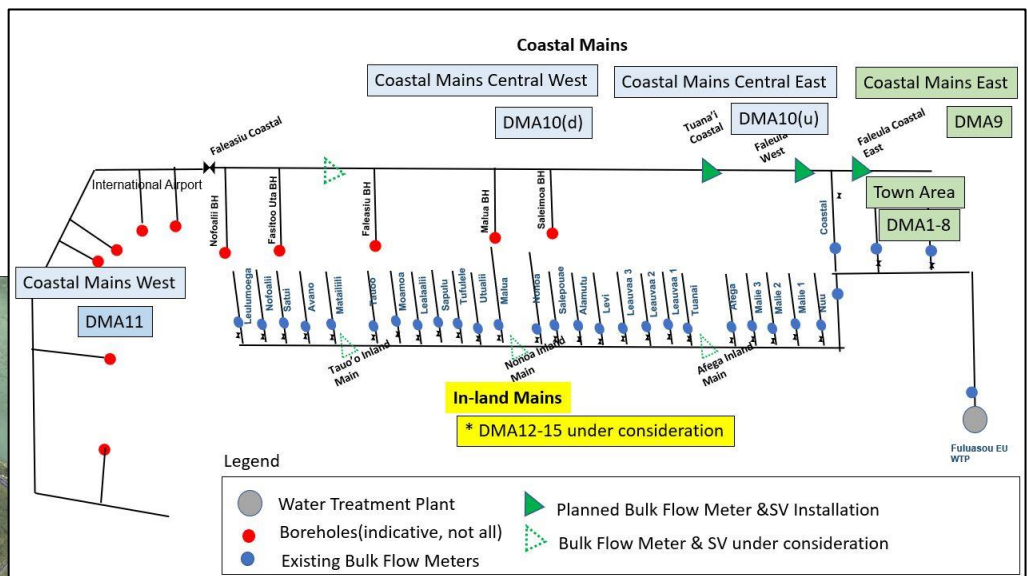 Coastal Mains
Coastal Mains Central West
Coastal Mains Central East
Coastal Mains East
DMA10(d)
DMA10(u)
DMA9
Faleasiu Coastal
Tuana'I
Coastal
Faleula
West
Faleula Coastal
East
International Airport
Town Area
DMA1-8
Nofoalii BH
Fasitoo Uta BH
Faleasiu BH
Malua BH
Saleimoa BH
Coastal
Coastal Mains West
DMA11
Leulumoega
Nofoalii
Satui
Avano
Matailiili
Tauoo
Moamoa
Lealaalii
Sapulu
Tufulele
Utualii
Malua
Nonoa
Salepouae
Alamutu
Levi
Leauvaa 3
Leauvaa 2
Leauvaa 1
Tuanai
Afega
Malie 3
Malie 2
Malie 1
Nuu
Tauo'o Inland
Main
Nonoa Inland
Main
Afega Inland
Main
In-land Mains
* DMA12-15 under consideration
Fuluasou EU
WTP
Legend
Water Treatment Plant
Boreholes(indicative, not all)
Existing Bulk Flow Meters
Planned Bulk Flow Meter &SV Installation
Bulk Flow Meter & SV under consideration